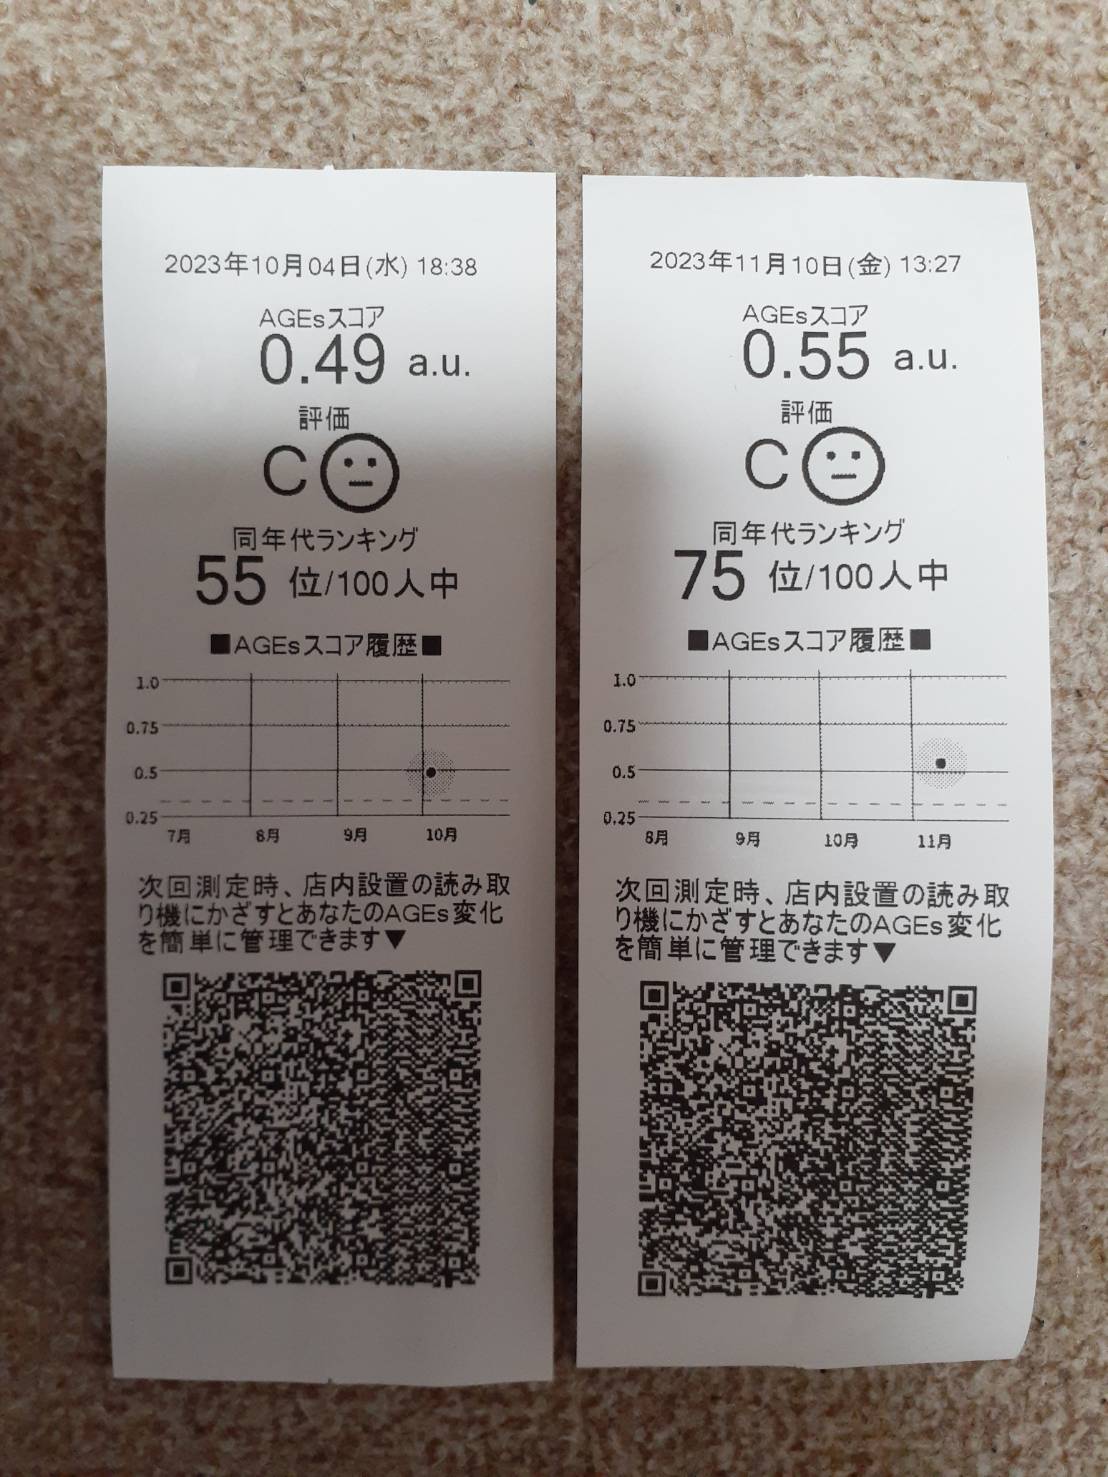 2023年10月04日(水) 18:38
AGEsスコア
0.49 a.u.
評価
C
同年代ランキング
55 位/100人中
■AGEsスコア履歴■
1.0
0.75
0.5
0.25
7月 8月 9月 10月
次回測定時、店内設置の読み取
り機にかざすとあなたのAGEs変化
を簡単に管理できます▼
2023年11月10日(金) 13:27
AGEsスコア
0.55 a.u.
評価
C
同年代ランキング
75 位/100人中
■AGEsスコア履歴■
1.0
0.75
0.5
0.25
8月 9月 10月 11月
次回測定時、店内設置の読み取
り機にかざすとあなたのAGEs変化
を簡単に管理できます▼